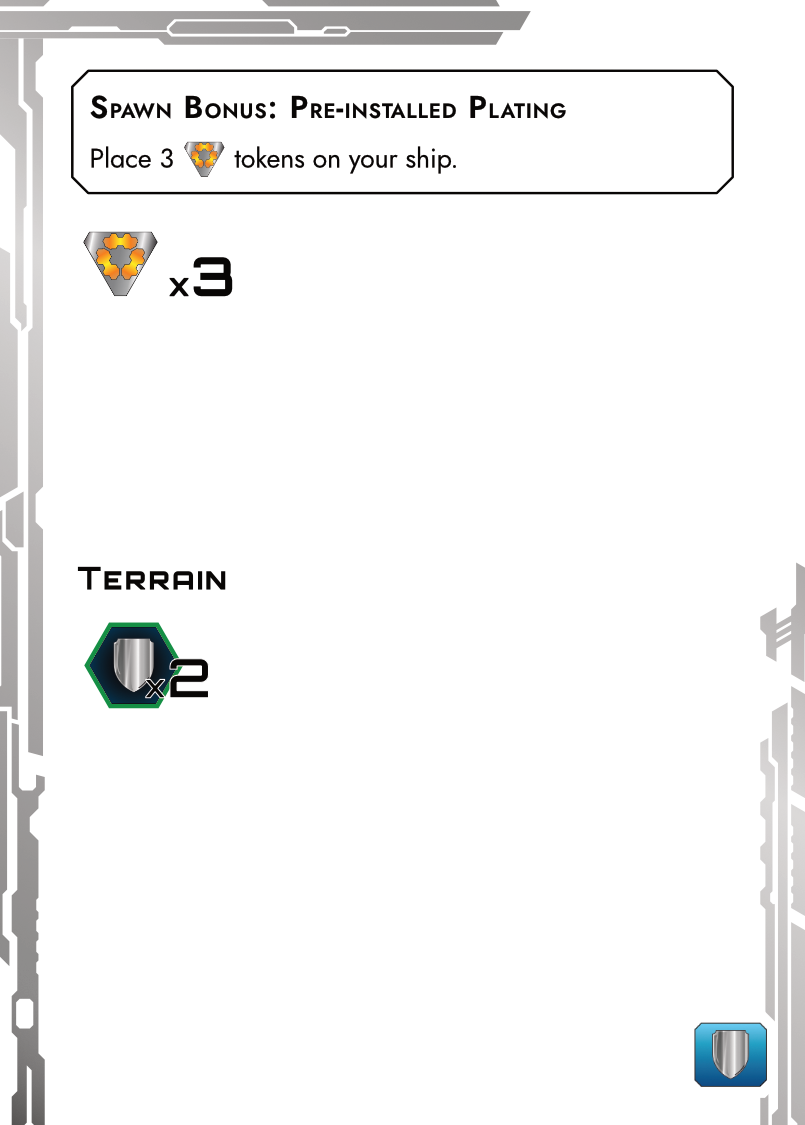 Spawn Bonus: Pre-installed Plating
Place 3 tokens on your ship.
x3
Terrain
x2